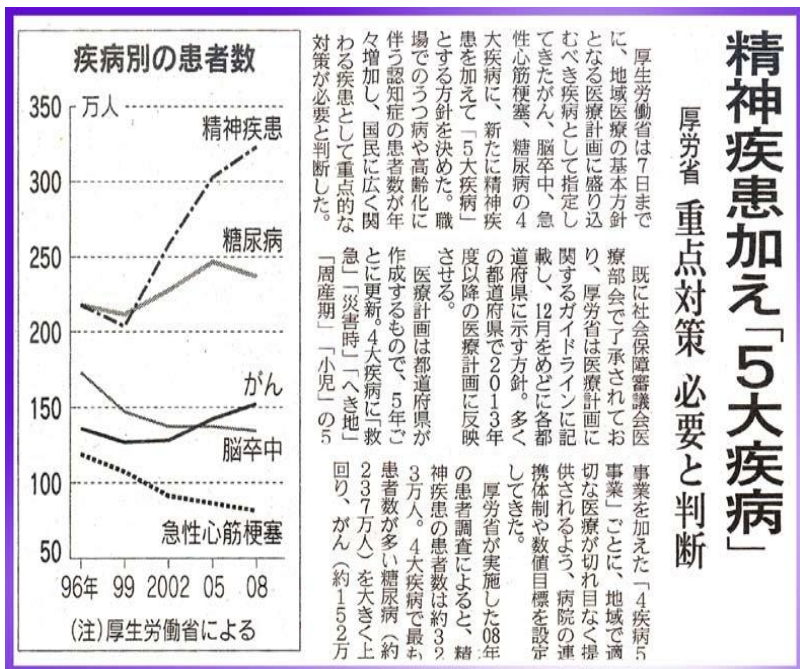 精神疾患加え「5大疾病」
厚労省 重点対策 必要と判断
厚生労働省は7日まで
に、地域医療の基本方針
となる医療計画に盛り込
むべき疾病として指定し
てきたがん、脳卒中、急
性心筋梗塞、糖尿病の4
大疾病に、新たに精神疾
患を加えて「5大疾病」
とする方針を決めた。職
場でのうつ病や高齢化に
伴う認知症の患者数が年
々増加し、国民に広く関
わる疾患として重点的な
対策が必要と判断した。
既に社会保障審議会医
療部会で了承されてお
り、厚労省は医療計画に
関するガイドラインに記
載し、12月をめどに各都
道府県に示す方針。多く
の都道府県で2013年
度以降の医療計画に反映
させる。
医療計画は都道府県が
作成するもので、5年ご
とに更新。4大疾病に「救
急」「災害時」「へき地」
「周産期」「小児」の5
事業を加えた「4疾病5
事業」ごとに、地域で適
切な医療が切れ目なく提
供されるよう、病院の連
携体制や数値目標を設定
してきた。
厚労省が実施した08年
の患者調査によると、精
神疾患の患者数は約32
3万人。4大疾病で最も
患者数が多い糖尿病(約
237万人)を大きく上
回り、がん(約152万
疾病別の患者数
350 万人
精神疾患
300
糖尿病
250
200
がん
150
脳卒中
100
急性心筋梗塞
50
96年 99 2002 05 08
(注)厚生労働省による